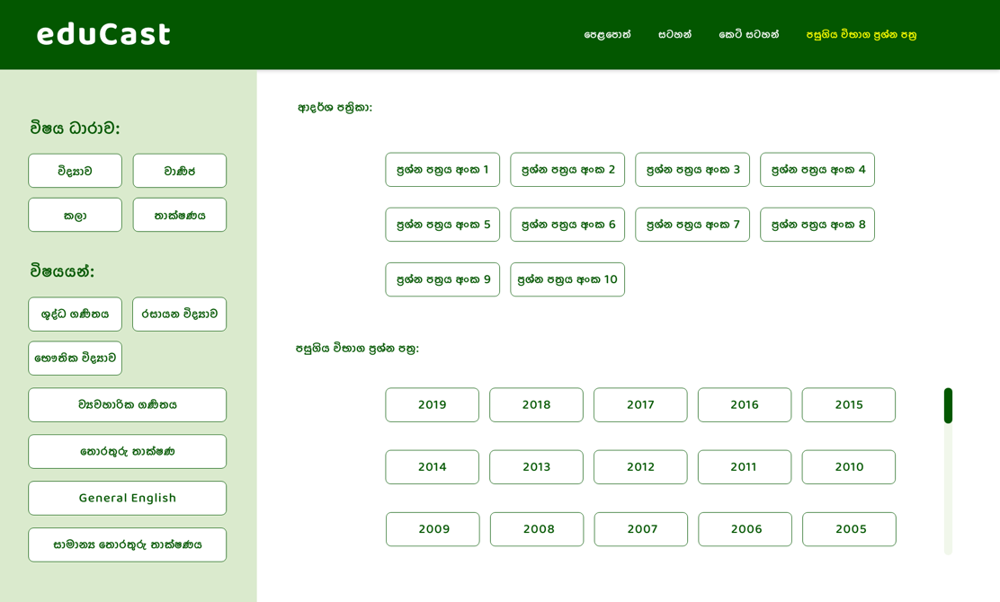 eduCast
පෙළපොත් සටහන් කෙටි සටහන් පසුගිය විභාග ප්‍රශ්න පත්‍ර
විෂය ධාරාව:
විද්‍යාව වාණිජ
කලා තාක්ෂණය
විෂයයන්:
ශුද්ධ ගණිතය රසායන විද්‍යාව
භෞතික විද්‍යාව
ව්‍යවහාරික ගණිතය
තොරතුරු තාක්ෂණ
General English
සාමාන්‍ය තොරතුරු තාක්ෂණය
ආදර්ශ පත්‍රිකා:
ප්‍රශ්න පත්‍රය අංක 1 ප්‍රශ්න පත්‍රය අංක 2 ප්‍රශ්න පත්‍රය අංක 3 ප්‍රශ්න පත්‍රය අංක 4
ප්‍රශ්න පත්‍රය අංක 5 ප්‍රශ්න පත්‍රය අංක 6 ප්‍රශ්න පත්‍රය අංක 7 ප්‍රශ්න පත්‍රය අංක 8
ප්‍රශ්න පත්‍රය අංක 9 ප්‍රශ්න පත්‍රය අංක 10
පසුගිය විභාග ප්‍රශ්න පත්‍ර:
2019 2018 2017 2016 2015
2014 2013 2012 2011 2010
2009 2008 2007 2006 2005